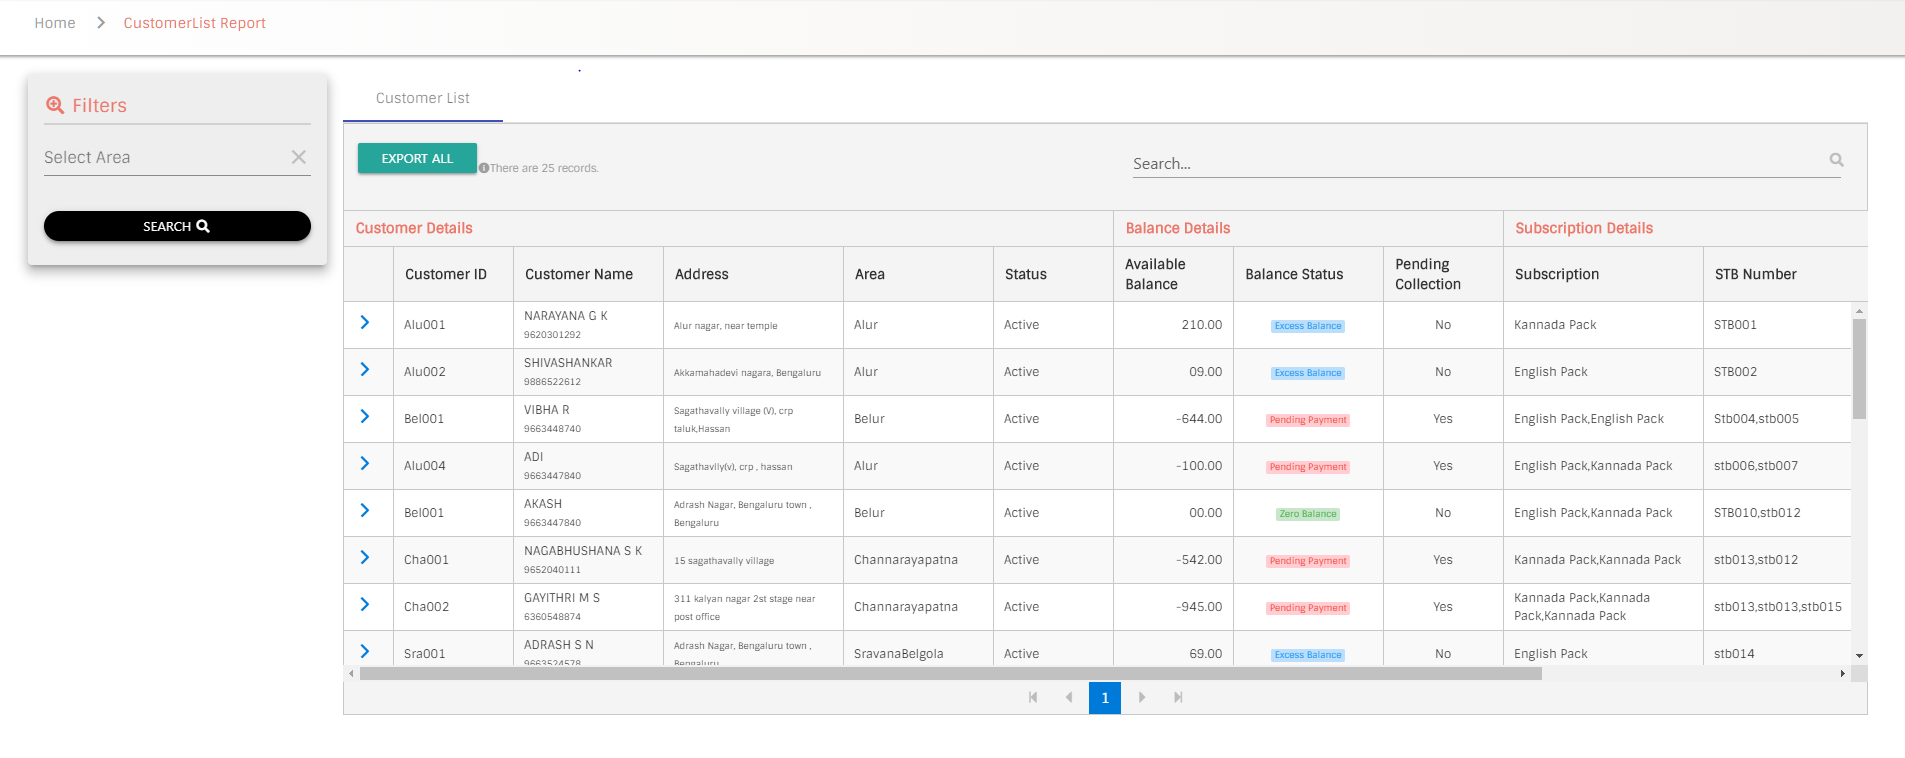 Home > CustomerList Report
Filters
Select Area
SEARCH
Customer List
EXPORT ALL
There are 25 records.
Search...
Customer Details Balance Details Subscription Details
Customer ID Customer Name Address Area Status Available Balance Balance Status Pending Collection Subscription STB Number
Alu001 NARAYANA G K 9620301292 Alur nagar, near temple Alur Active 210.00 Excess Balance No Kannada Pack STB001
Alu002 SHIVASHANKAR 9886522612 Akkamahadevi nagara, Bengaluru Alur Active 09.00 Excess Balance No English Pack STB002
Bel001 VIBHA R 9663448740 Sagathavally village (V), crp taluk,Hassan Belur Active -644.00 Pending Payment Yes English Pack,English Pack Stb004,stb005
Alu004 ADI 9663447840 Sagathavlly(v), crp , hassan Alur Active -100.00 Pending Payment Yes English Pack,Kannada Pack stb006,stb007
Bel001 AKASH 9663447840 Adrash Nagar, Bengaluru town , Bengaluru Belur Active 00.00 Zero Balance No English Pack,Kannada Pack STB010,stb012
Cha001 NAGABHUSHANA S K 9652040111 15 sagathavally village Channarayapatna Active -542.00 Pending Payment Yes Kannada Pack,Kannada Pack stb013,stb012
Cha002 GAYITHRI M S 6360548874 311 kalyan nagar 2st stage near post office Channarayapatna Active -945.00 Pending Payment Yes Kannada Pack,Kannada Pack,Kannada Pack stb013,stb013,stb015
Sra001 ADRASH S N 9663524578 Adrash Nagar, Bengaluru town , Bengaluru SravanaBelgola Active 69.00 Excess Balance No English Pack stb014
1